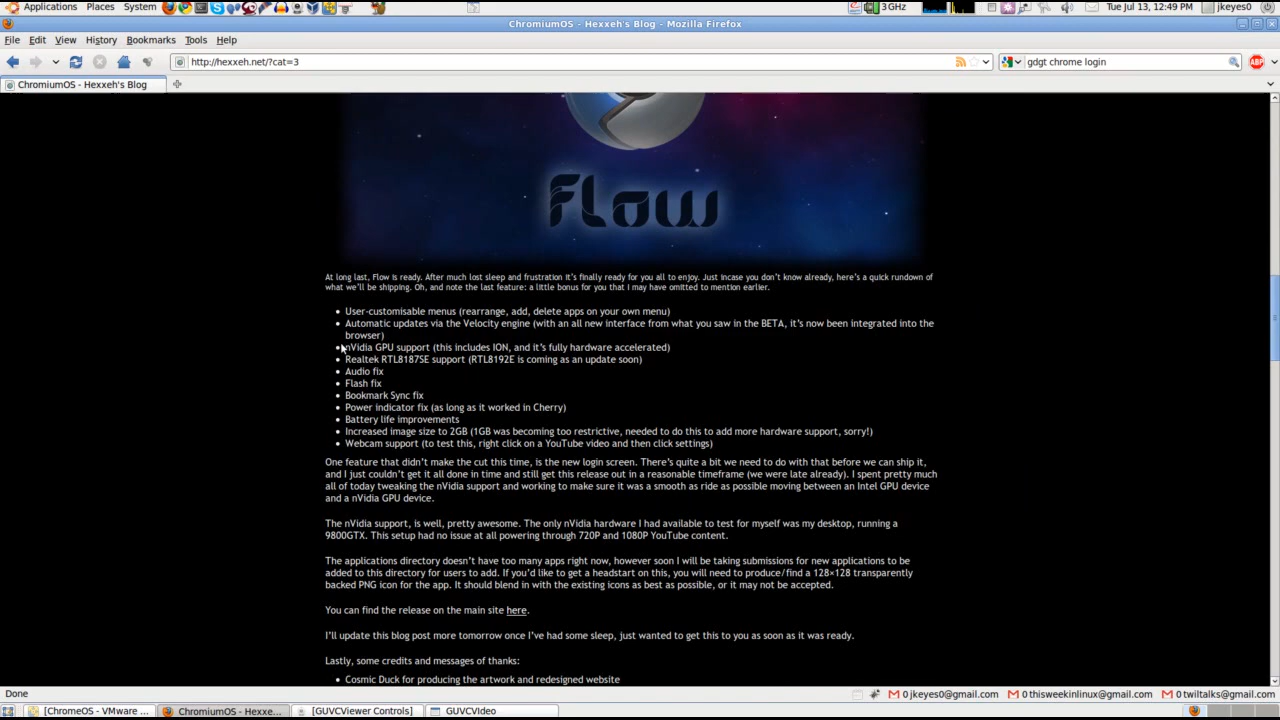 Applications Places System
3 GHz
Tue Jul 13, 12:49 PM
jkeyes0
ChromiumOS - Hexxeh's Blog - Mozilla Firefox
File Edit View History Bookmarks Tools Help
http://hexxeh.net/?cat=3
gdgt chrome login
ABP
ChromiumOS - Hexxeh's Blog
Flow
At long last, Flow is ready. After much lost sleep and frustration it's finally ready for you all to enjoy. Just incase you don't know already, here's a quick rundown of
what we'll be shipping. Oh, and note the last feature: a little bonus for you that I may have omitted to mention earlier.
User-customisable menus (rearrange, add, delete apps on your own menu)
Automatic updates via the Velocity engine (with an all new interface from what you saw in the BETA, it's now been integrated into the
browser)
nVidia GPU support (this includes ION, and it's fully hardware accelerated)
Realtek RTL8187SE support (RTL8192E is coming as an update soon)
Audio fix
Flash fix
Bookmark Sync fix
Power indicator fix (as long as it worked in Cherry)
Battery life improvements
Increased image size to 2GB (1GB was becoming too restrictive, needed to do this to add more hardware support, sorry!)
Webcam support (to test this, right click on a YouTube video and then click settings)
One feature that didn't make the cut this time, is the new login screen. There's quite a bit we need to do with that before we can ship it,
and I just couldn't get it all done in time and still get this release out in a reasonable timeframe (we were late already). I spent pretty much
all of today tweaking the nVidia support and working to make sure it was a smooth as ride as possible moving between an Intel GPU device
and a nVidia GPU device.
The nVidia support, is well, pretty awesome. The only nVidia hardware I had available to test for myself was my desktop, running a
9800GTX. This setup had no issue at all powering through 720P and 1080P YouTube content.
The applications directory doesn't have too many apps right now, however soon I will be taking submissions for new applications to be
added to this directory for users to add. If you'd like to get a headstart on this, you will need to produce/find a 128×128 transparently
backed PNG icon for the app. It should blend in with the existing icons as best as possible, or it may not be accepted.
You can find the release on the main site here.
I'll update this blog post more tomorrow once I've had some sleep, just wanted to get this to you as soon as it was ready.
Lastly, some credits and messages of thanks:
Cosmic Duck for producing the artwork and redesigned website
Done
0 jkeyes0@gmail.com 0 thisweekinlinux@gmail.com 0 twiltalks@gmail.com
[ChromeOS - VMware ... ChromiumOS - Hexxe... [GUVCViewer Controls] GUVCVideo